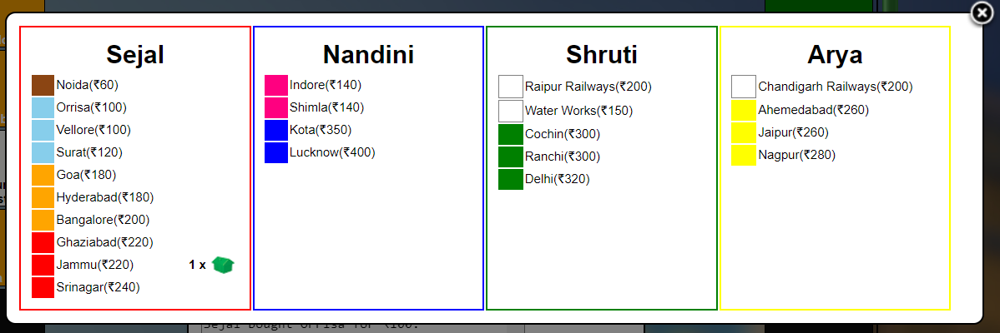 Sejal
Noida(₹60)
Orrisa(₹100)
Vellore(₹100)
Surat(₹120)
Goa(₹180)
Hyderabad(₹180)
Bangalore(₹200)
Ghaziabad(₹220)
Jammu(₹220) 1 x
Srinagar(₹240)
Nandini
Indore(₹140)
Shimla(₹140)
Kota(₹350)
Lucknow(₹400)
Shruti
Raipur Railways(₹200)
Water Works(₹150)
Cochin(₹300)
Ranchi(₹300)
Delhi(₹320)
Arya
Chandigarh Railways(₹200)
Ahemedabad(₹260)
Jaipur(₹260)
Nagpur(₹280)
Sejal bought Orrisa for ₹100.